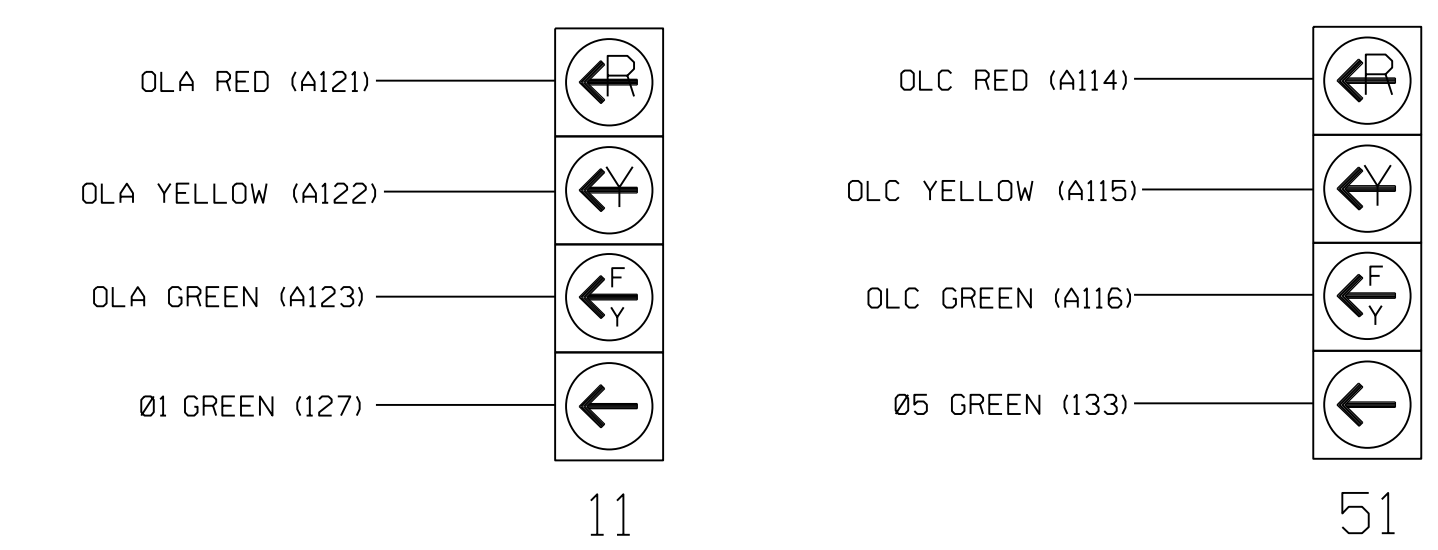 OLA RED (A121)
R
OLA YELLOW (A122)
Y
OLA GREEN (A123)
F
Y
Ø1 GREEN (127)
11
OLC RED (A114)
R
OLC YELLOW (A115)
Y
OLC GREEN (A116)
F
Y
Ø5 GREEN (133)
51